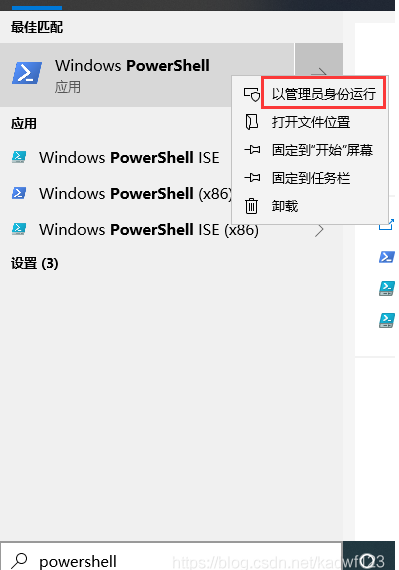 最佳匹配
Windows PowerShell
应用
以管理员身份运行
打开文件位置
固定到"开始"屏幕
固定到任务栏
卸载
应用
Windows PowerShell ISE
Windows PowerShell (x86)
Windows PowerShell ISE (x86)
设置 (3)
powershell
https://blog.csdn.net/kaowf123